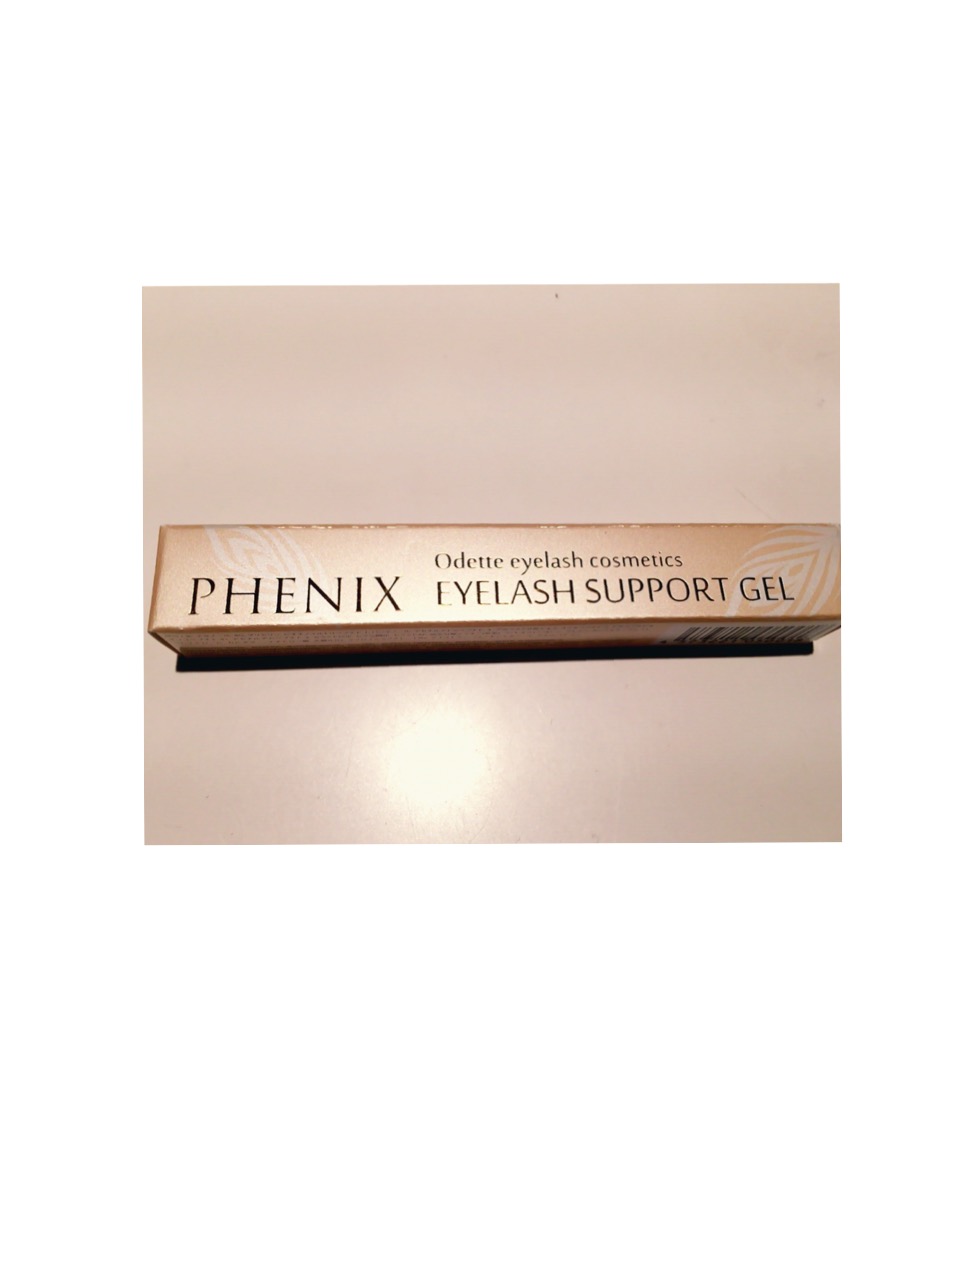 PHENIX
Odette eyelash cosmetics
EYELASH SUPPORT GEL